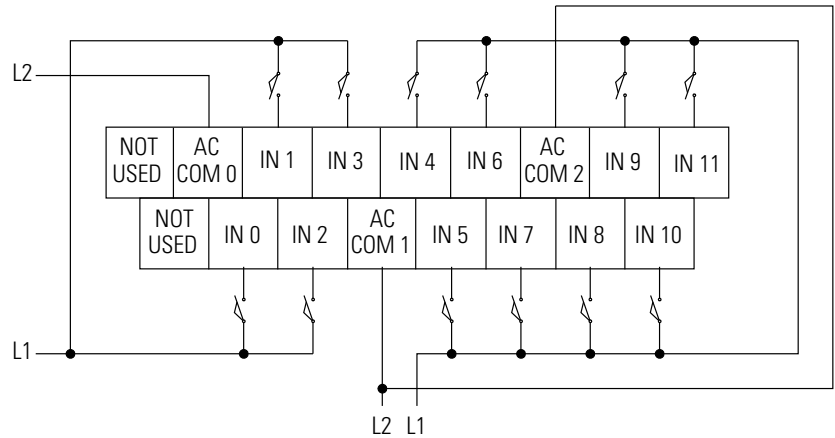 L2
NOT
USED
AC
COM 0
IN 1
IN 3
IN 4
IN 6
AC
COM 2
IN 9
IN 11
NOT
USED
IN 0
IN 2
AC
COM 1
IN 5
IN 7
IN 8
IN 10
L1
L2 L1